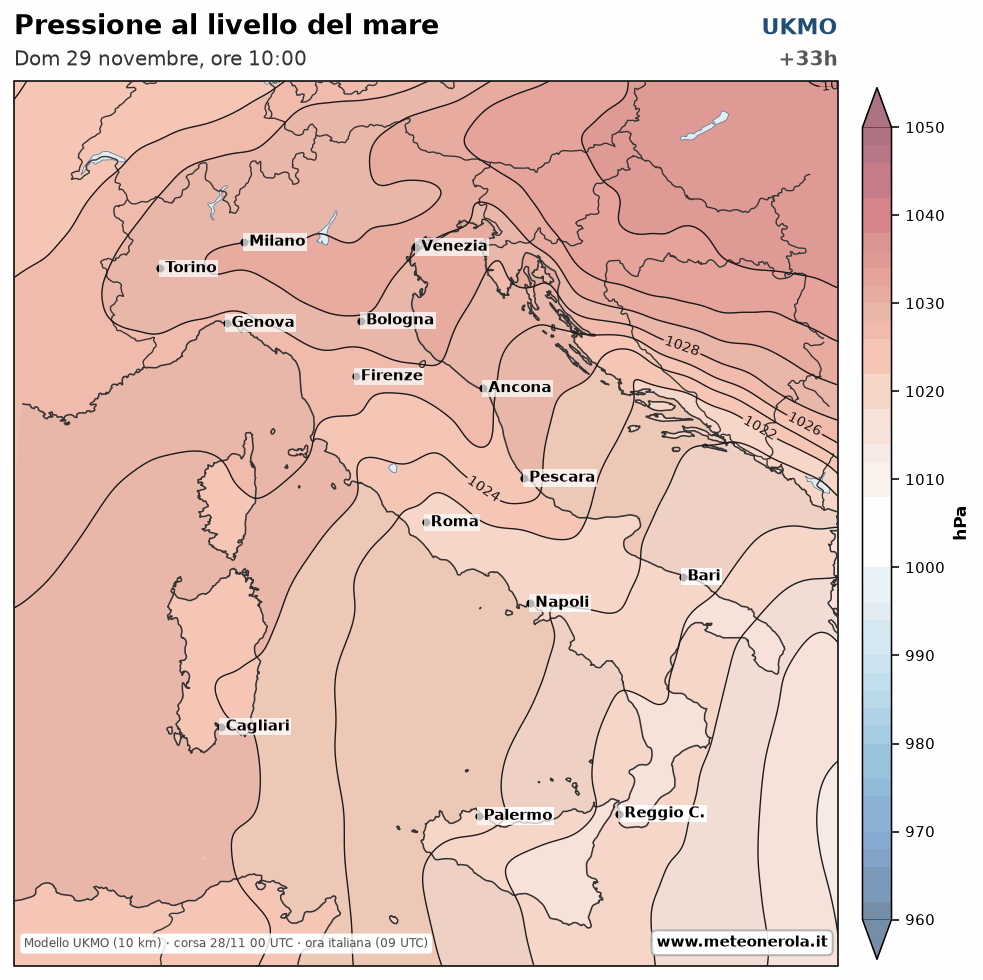 Pressione al livello del mare
UKMO
Dom 29 novembre, ore 10:00
+33h
10
1050
1040
1030
1020
1010
1000
990
980
970
960
hPa
Milano
Venezia
Torino
Genova
Bologna
1028
Firenze
Ancona
1026
1022
Pescara
1024
Roma
Bari
Napoli
Cagliari
Palermo
Reggio C.
Modello UKMO (10 km) · corsa 28/11 00 UTC · ora italiana (09 UTC)
www.meteonerola.it